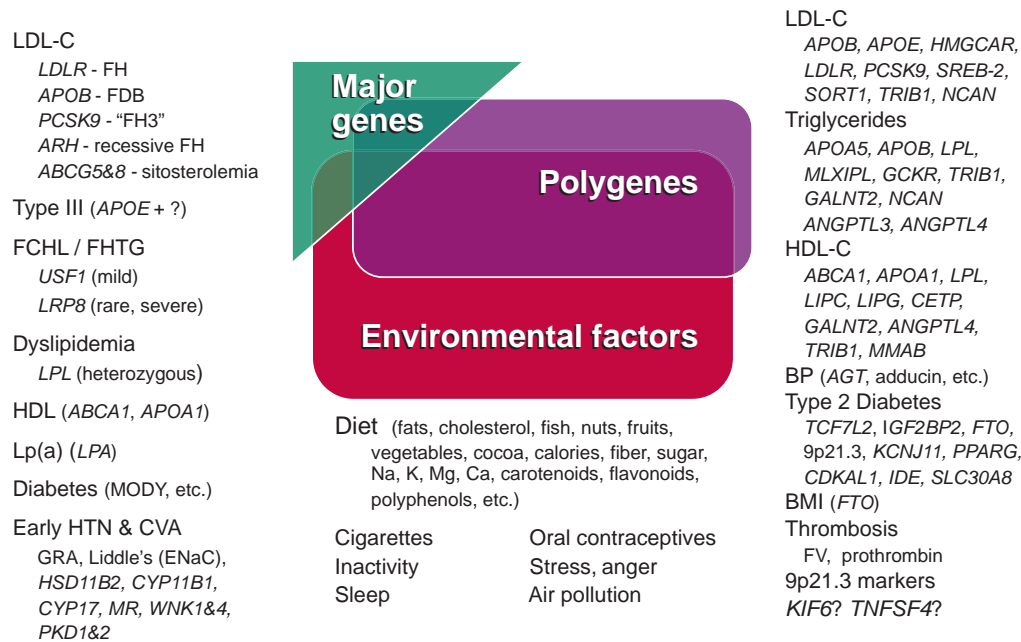 LDL-C
LDLR - FH
APOB - FDB
PCSK9 - “FH3”
ARH - recessive FH
ABCG5&8 - sitosterolemia
Type III (APOE + ?)
FCHL / FHTG
USF1 (mild)
LRP8 (rare, severe)
Dyslipidemia
LPL (heterozygous)
HDL (ABCA1, APOA1)
Lp(a) (LPA)
Diabetes (MODY, etc.)
Early HTN & CVA
GRA, Liddle’s (ENaC),
HSD11B2, CYP11B1,
CYP17, MR, WNK1&4,
PKD1&2
Major
genes
Polygenes
Environmental factors
Diet (fats, cholesterol, fish, nuts, fruits,
vegetables, cocoa, calories, fiber, sugar,
Na, K, Mg, Ca, carotenoids, flavonoids,
polyphenols, etc.)
Cigarettes
Inactivity
Sleep
Oral contraceptives
Stress, anger
Air pollution
LDL-C
APOB, APOE, HMGCAR,
LDLR, PCSK9, SREB-2,
SORT1, TRIB1, NCAN
Triglycerides
APOA5, APOB, LPL,
MLXIPL, GCKR, TRIB1,
GALNT2, NCAN
ANGPTL3, ANGPTL4
HDL-C
ABCA1, APOA1, LPL,
LIPC, LIPG, CETP,
GALNT2, ANGPTL4,
TRIB1, MMAB
BP (AGT, adducin, etc.)
Type 2 Diabetes
TCF7L2, IGF2BP2, FTO,
9p21.3, KCNJ11, PPARG,
CDKAL1, IDE, SLC30A8
BMI (FTO)
Thrombosis
FV, prothrombin
9p21.3 markers
KIF6? TNFSF4?